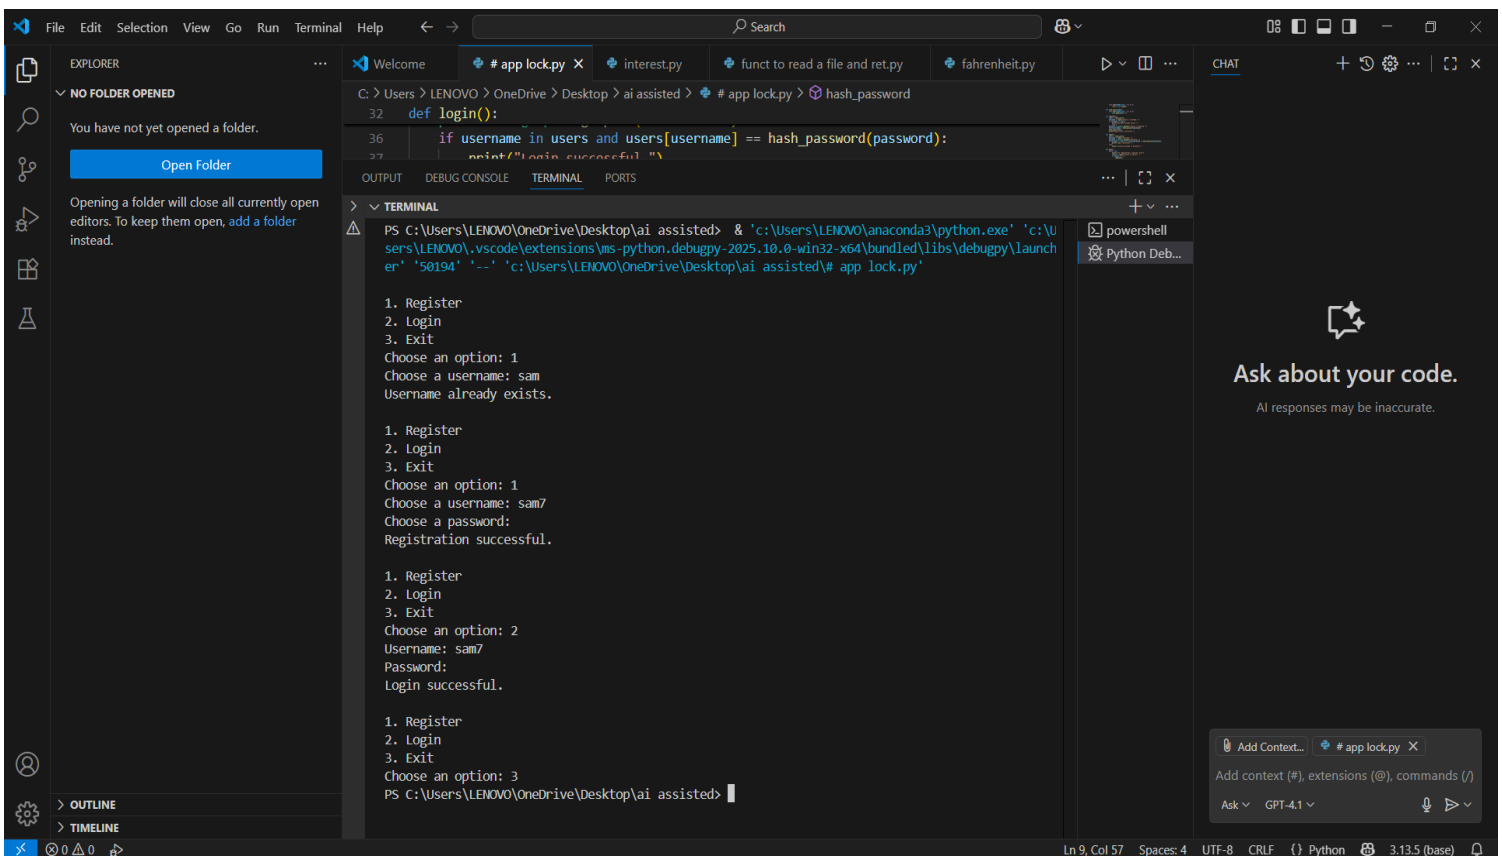 File Edit Selection View Go Run Terminal Help
Search
EXPLORER
NO FOLDER OPENED
You have not yet opened a folder.
Open Folder
Opening a folder will close all currently open
editors. To keep them open, add a folder
instead.
OUTLINE
TIMELINE
Welcome # app lock.py interest.py funct to read a file and ret.py fahrenheit.py
C: > Users > LENOVO > OneDrive > Desktop > ai assisted > # app lock.py > hash_password
32 def login():
36 if username in users and users[username] == hash_password(password):
37 print("Login successful.")
OUTPUT DEBUG CONSOLE TERMINAL PORTS
TERMINAL
PS C:\Users\LENOVO\OneDrive\Desktop\ai assisted> & 'c:\Users\LENOVO\anaconda3\python.exe' 'c:\U
sers\LENOVO\.vscode\extensions\ms-python.debugpy-2025.10.0-win32-x64\bundled\libs\debugpy\launch
er' '50194' '--' 'c:\Users\LENOVO\OneDrive\Desktop\ai assisted\# app lock.py'
1. Register
2. Login
3. Exit
Choose an option: 1
Choose a username: sam
Username already exists.
1. Register
2. Login
3. Exit
Choose an option: 1
Choose a username: sam7
Choose a password:
Registration successful.
1. Register
2. Login
3. Exit
Choose an option: 2
Username: sam7
Password:
Login successful.
1. Register
2. Login
3. Exit
Choose an option: 3
PS C:\Users\LENOVO\OneDrive\Desktop\ai assisted>
powershell
Python Deb...
CHAT
Ask about your code.
AI responses may be inaccurate.
Add Context... # app lock.py
Add context (#), extensions (@), commands (/)
Ask GPT-4.1
0 0
Ln 9, Col 57 Spaces: 4 UTF-8 CRLF {} Python 3.13.5 (base)